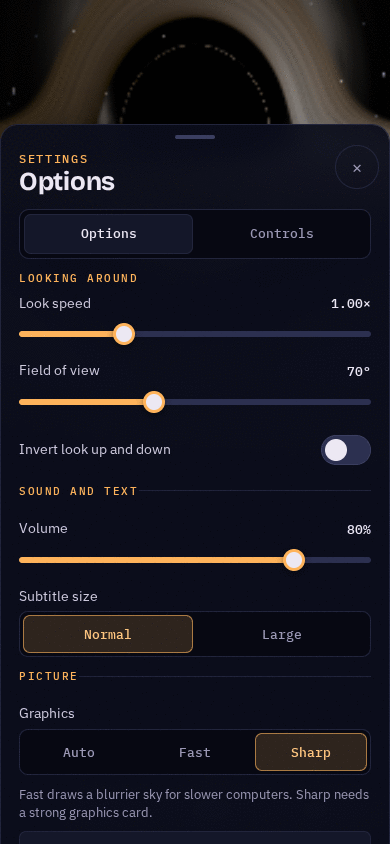 SETTINGS
Options
×
Options Controls
LOOKING AROUND
Look speed 1.00×
Field of view 70°
Invert look up and down
SOUND AND TEXT
Volume 80%
Subtitle size
Normal Large
PICTURE
Graphics
Auto Fast Sharp
Fast draws a blurrier sky for slower computers. Sharp needs
a strong graphics card.